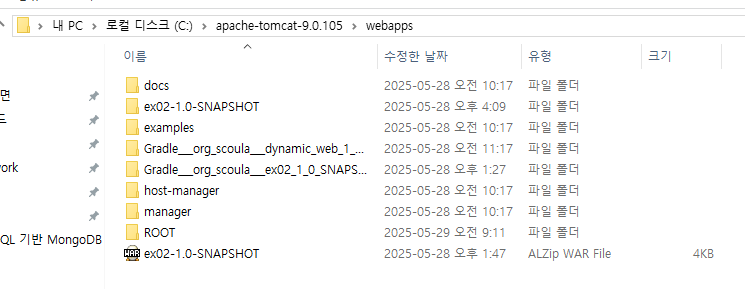 내 PC > 로컬 디스크 (C:) > apache-tomcat-9.0.105 > webapps
이름 수정한 날짜 유형 크기
docs 2025-05-28 오전 10:17 파일 폴더
면 ex02-1.0-SNAPSHOT 2025-05-28 오후 4:09 파일 폴더
드 examples 2025-05-28 오전 10:17 파일 폴더
Gradle___org_scoula___dynamic_web_1_... 2025-05-28 오전 11:17 파일 폴더
work Gradle___org_scoula___ex02_1_0_SNAPS... 2025-05-28 오후 1:27 파일 폴더
host-manager 2025-05-28 오전 10:17 파일 폴더
manager 2025-05-28 오전 10:17 파일 폴더
QL 기반 MongoDB ROOT 2025-05-29 오전 9:11 파일 폴더
WAR ex02-1.0-SNAPSHOT 2025-05-28 오후 1:47 ALZip WAR File 4KB